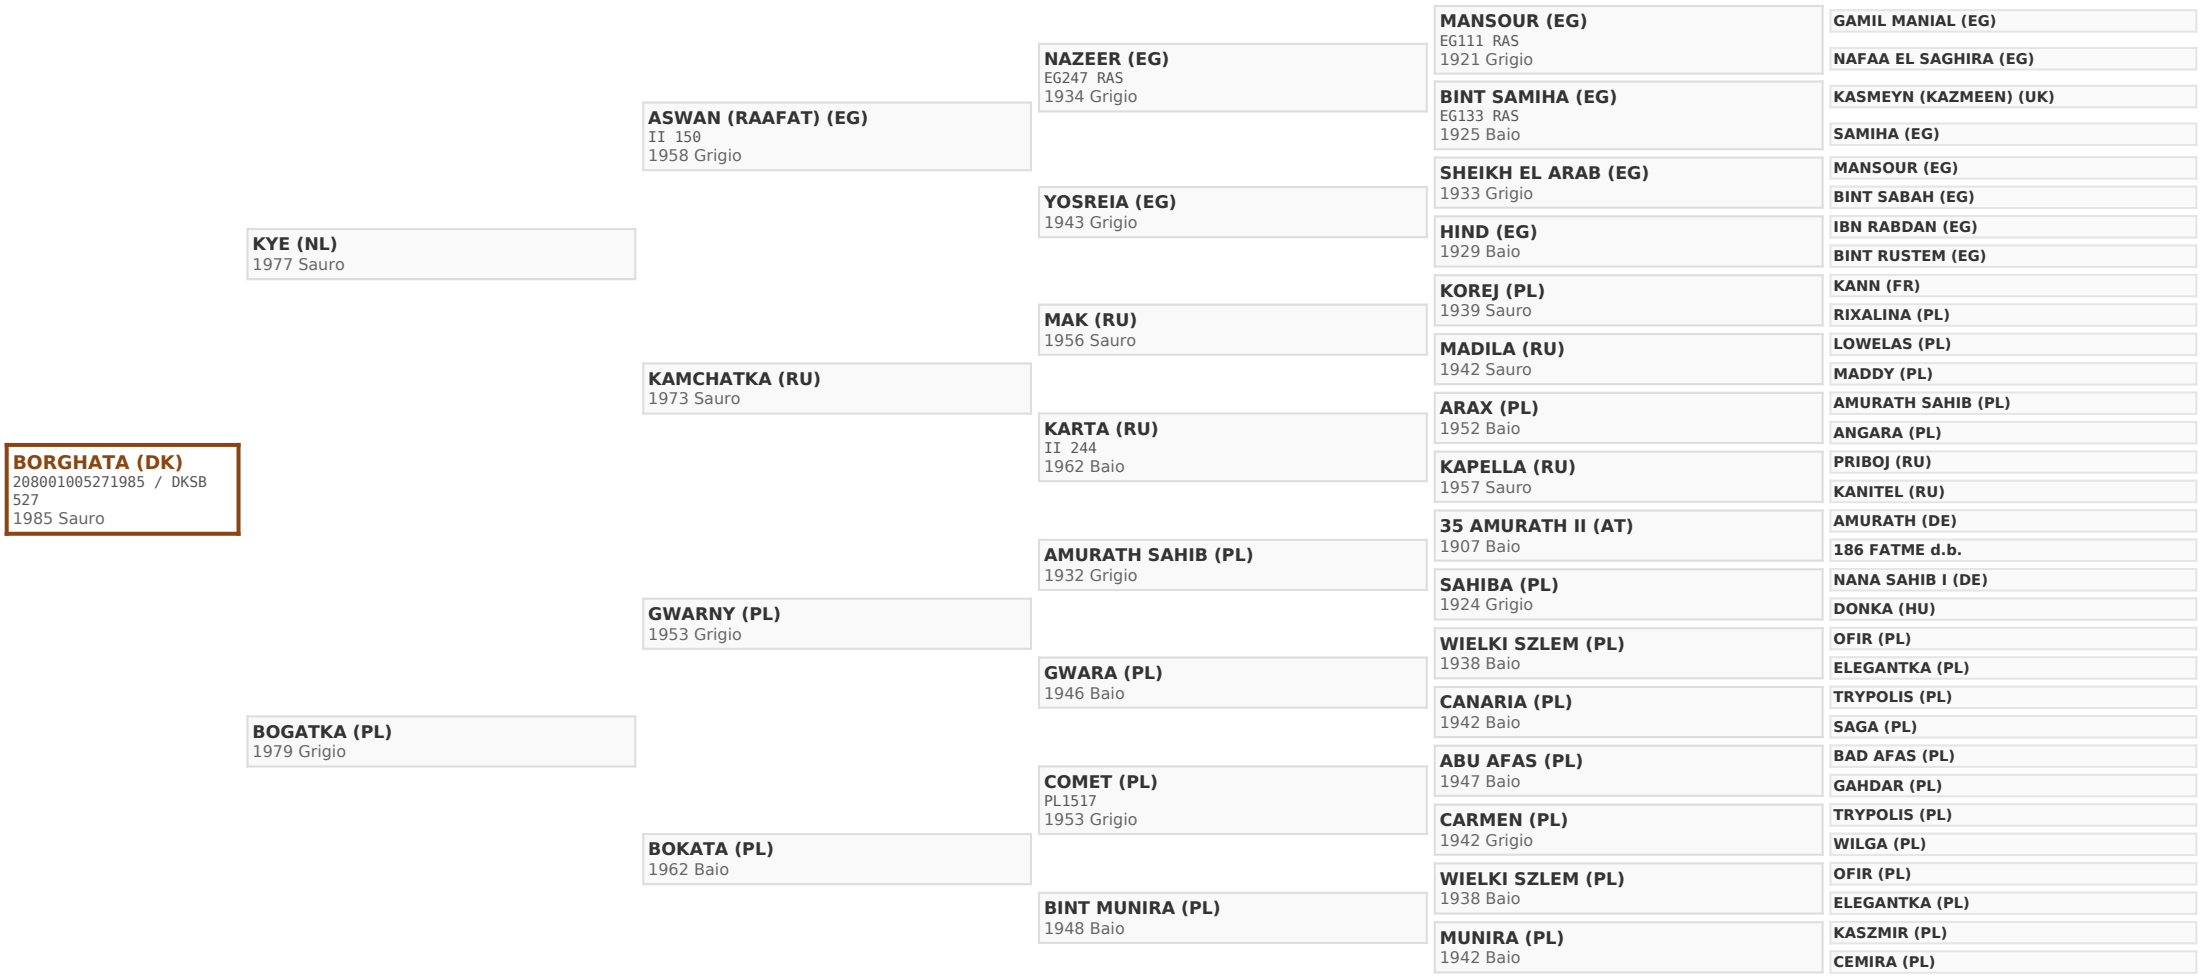 BORGHATA (DK)
208001005271985 / DKSB
527
1985 Sauro
KYE (NL)
1977 Sauro
BOGATKA (PL)
1979 Grigio
ASWAN (RAAFAT) (EG)
II 150
1958 Grigio
KAMCHATKA (RU)
1973 Sauro
GWARNY (PL)
1953 Grigio
BOKATA (PL)
1962 Baio
NAZEER (EG)
EG247 RAS
1934 Grigio
YOSREIA (EG)
1943 Grigio
MAK (RU)
1956 Sauro
KARTA (RU)
II 244
1962 Baio
AMURATH SAHIB (PL)
1932 Grigio
GWARA (PL)
1946 Baio
COMET (PL)
PL1517
1953 Grigio
BINT MUNIRA (PL)
1948 Baio
MANSOUR (EG)
EG111 RAS
1921 Grigio
BINT SAMIHA (EG)
EG133 RAS
1925 Baio
SHEIKH EL ARAB (EG)
1933 Grigio
HIND (EG)
1929 Baio
KOREJ (PL)
1939 Sauro
MADILA (RU)
1942 Sauro
ARAX (PL)
1952 Baio
KAPELLA (RU)
1957 Sauro
35 AMURATH II (AT)
1907 Baio
SAHIBA (PL)
1924 Grigio
WIELKI SZLEM (PL)
1938 Baio
CANARIA (PL)
1942 Baio
ABU AFAS (PL)
1947 Baio
CARMEN (PL)
1942 Grigio
WIELKI SZLEM (PL)
1938 Baio
MUNIRA (PL)
1942 Baio
GAMIL MANIAL (EG)
NAFAA EL SAGHIRA (EG)
KASMEYN (KAZMEEN) (UK)
SAMIHA (EG)
MANSOUR (EG)
BINT SABAH (EG)
IBN RABDAN (EG)
BINT RUSTEM (EG)
KANN (FR)
RIXALINA (PL)
LOWELAS (PL)
MADDY (PL)
AMURATH SAHIB (PL)
ANGARA (PL)
PRIBOJ (RU)
KANITEL (RU)
AMURATH (DE)
186 FATME d.b.
NANA SAHIB I (DE)
DONKA (HU)
OFIR (PL)
ELEGANTKA (PL)
TRYPOLIS (PL)
SAGA (PL)
BAD AFAS (PL)
GAHDAR (PL)
TRYPOLIS (PL)
WILGA (PL)
OFIR (PL)
ELEGANTKA (PL)
KASZMIR (PL)
CEMIRA (PL)